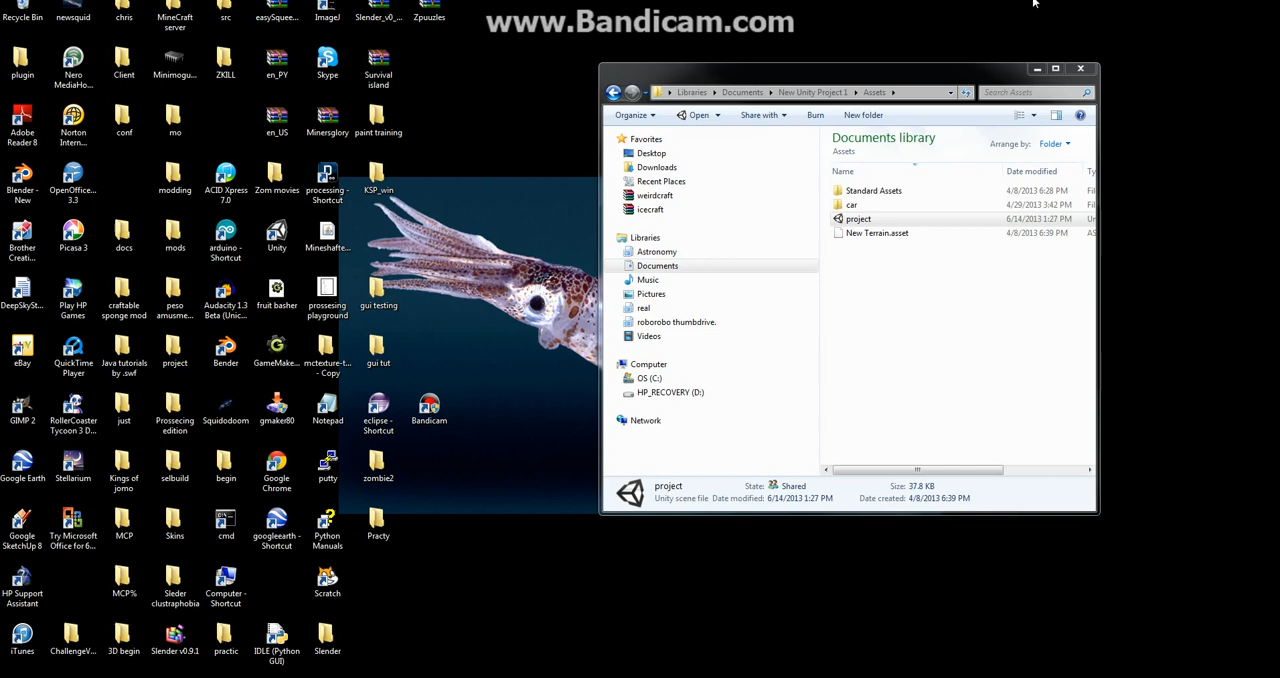 www.Bandicam.com
Recycle Bin
newsquid
chris
MineCraft server
src
easySquee...
ImageJ
Slender_v0_...
Zpuuzles
plugin
Nero MediaHo...
Client
Minimogu...
ZKILL
en_PY
Skype
Survival island
Adobe Reader 8
Norton Intern...
conf
mo
en_US
Minersglory
paint training
Blender - New
OpenOffice... 3.3
modding
ACID Xpress 7.0
Zom movies
processing - Shortcut
KSP_win
Brother Creati...
Picasa 3
docs
mods
arduino - Shortcut
Unity
Mineshafte...
DeepSkySt...
Play HP Games
craftable sponge mod
peso amusme...
Audacity 1.3 Beta (Unic...
fruit basher
prossesing playground
gui testing
eBay
QuickTime Player
Java tutorials by .swf
project
Bender
GameMake...
mctexture-t... - Copy
gui tut
GIMP 2
RollerCoaster Tycoon 3 D...
just
Prossecing edition
Squidodoom
gmaker80
Notepad
eclipse - Shortcut
Bandicam
Google Earth
Stellarium
Kings of jomo
selbuild
begin
Google Chrome
putty
zombie2
Google SketchUp 8
Try Microsoft Office for 6...
MCP
Skins
cmd
googleearth - Shortcut
Python Manuals
Practy
HP Support Assistant
MCP%
Sleder clustraphobia
Computer - Shortcut
Scratch
iTunes
ChallengeV...
3D begin
Slender v0.9.1
practic
IDLE (Python GUI)
Slender
Libraries
Documents
New Unity Project 1
Assets
Search Assets
Organize
Open
Share with
Burn
New folder
Favorites
Desktop
Downloads
Recent Places
weirdcraft
icecraft
Libraries
Astronomy
Documents
Music
Pictures
real
roborobo thumbdrive.
Videos
Computer
OS (C:)
HP_RECOVERY (D:)
Network
Documents library
Assets
Arrange by: Folder
Name Date modified Ty
Standard Assets 4/8/2013 6:28 PM Fil
car 4/29/2013 3:42 PM Fil
project 6/14/2013 1:27 PM Un
New Terrain.asset 4/8/2013 6:39 PM AS
project State: Shared Size: 37.8 KB
Unity scene file Date modified: 6/14/2013 1:27 PM Date created: 4/8/2013 6:39 PM